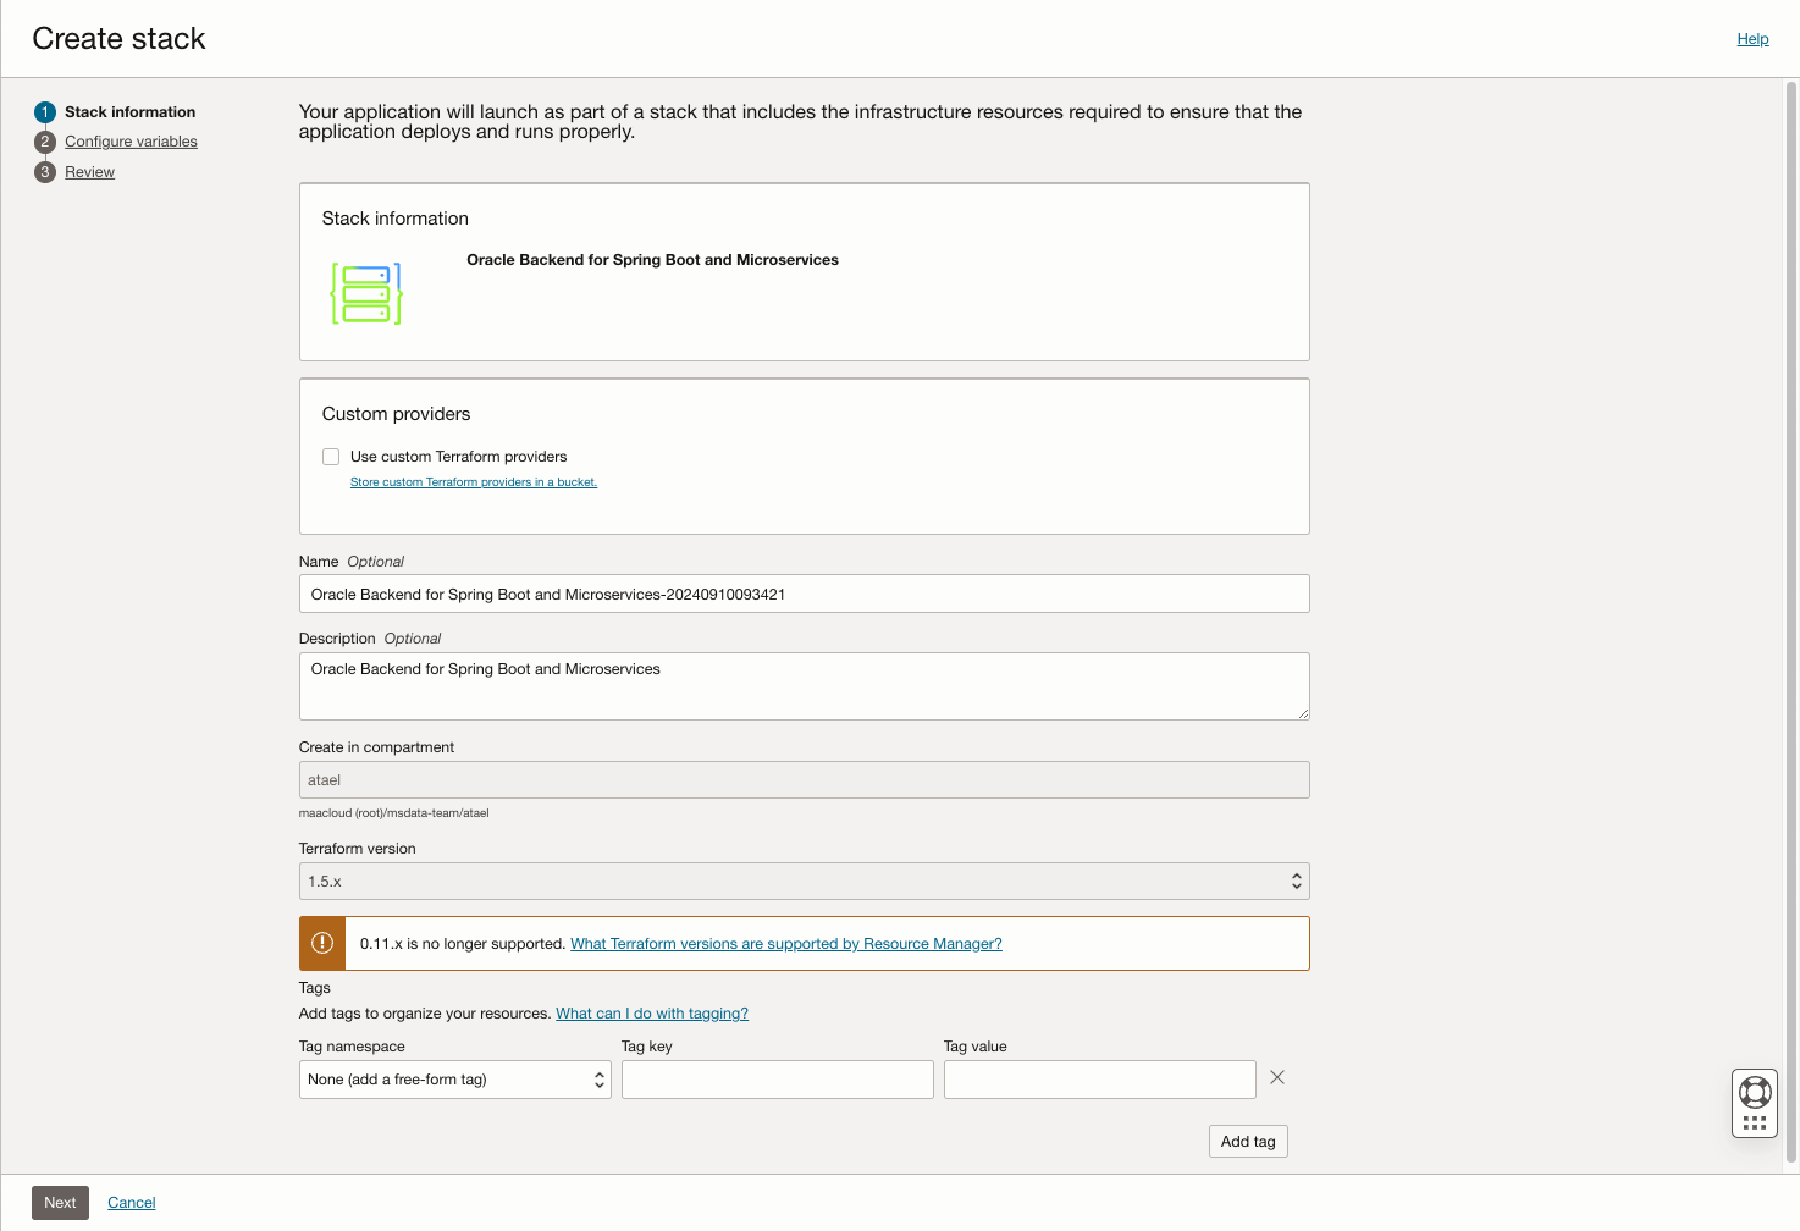 Create stack
Help
1 Stack information
2 Configure variables
3 Review
Your application will launch as part of a stack that includes the infrastructure resources required to ensure that the
application deploys and runs properly.
Stack information
Oracle Backend for Spring Boot and Microservices
Custom providers
Use custom Terraform providers
Store custom Terraform providers in a bucket.
Name Optional
Oracle Backend for Spring Boot and Microservices-20240910093421
Description Optional
Oracle Backend for Spring Boot and Microservices
Create in compartment
atael
maacloud (root)/msdata-team/atael
Terraform version
1.5.x
0.11.x is no longer supported. What Terraform versions are supported by Resource Manager?
Tags
Add tags to organize your resources. What can I do with tagging?
Tag namespace Tag key Tag value
None (add a free-form tag)
Add tag
Next Cancel